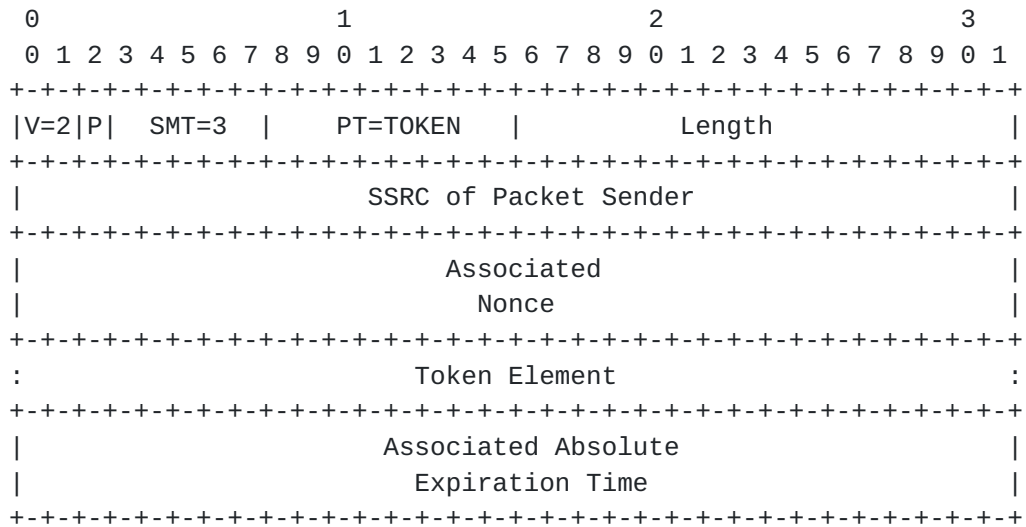 0                   1                   2                   3
 0 1 2 3 4 5 6 7 8 9 0 1 2 3 4 5 6 7 8 9 0 1 2 3 4 5 6 7 8 9 0 1
+-+-+-+-+-+-+-+-+-+-+-+-+-+-+-+-+-+-+-+-+-+-+-+-+-+-+-+-+-+-+-+-+
|V=2|P|  SMT=3  |    PT=TOKEN   |          Length               |
+-+-+-+-+-+-+-+-+-+-+-+-+-+-+-+-+-+-+-+-+-+-+-+-+-+-+-+-+-+-+-+-+
|                      SSRC of Packet Sender                    |
+-+-+-+-+-+-+-+-+-+-+-+-+-+-+-+-+-+-+-+-+-+-+-+-+-+-+-+-+-+-+-+-+
|                           Associated                          |
|                             Nonce                             |
+-+-+-+-+-+-+-+-+-+-+-+-+-+-+-+-+-+-+-+-+-+-+-+-+-+-+-+-+-+-+-+-+
:                         Token Element                         :
+-+-+-+-+-+-+-+-+-+-+-+-+-+-+-+-+-+-+-+-+-+-+-+-+-+-+-+-+-+-+-+-+
|                       Associated Absolute                     |
|                         Expiration Time                       |
+-+-+-+-+-+-+-+-+-+-+-+-+-+-+-+-+-+-+-+-+-+-+-+-+-+-+-+-+-+-+-+-+